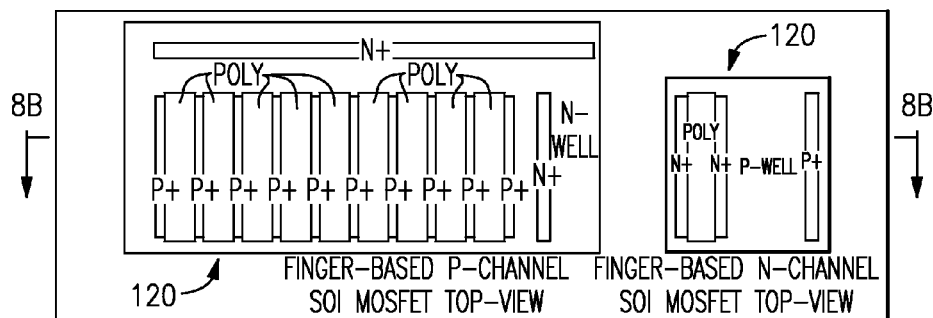 120
N+
POLY POLY
8B 8B
N-
WELL
POLY
N+ N+ P-WELL P+
P+ P+ P+ P+ P+ P+ P+ P+ P+ P+ N+
120
FINGER-BASED P-CHANNEL
SOI MOSFET TOP-VIEW
FINGER-BASED N-CHANNEL
SOI MOSFET TOP-VIEW